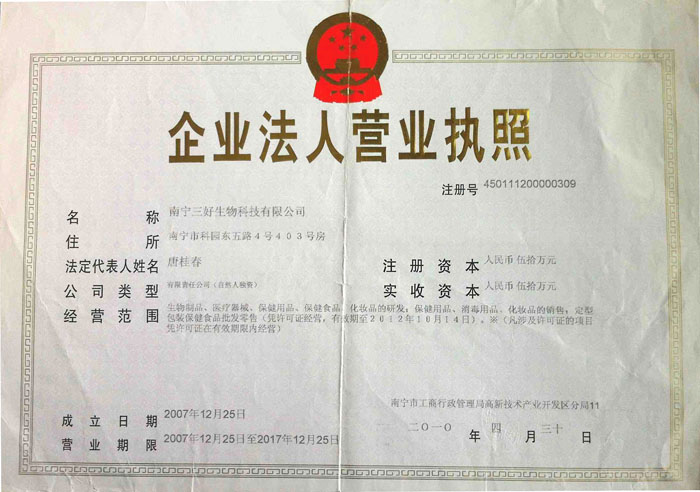 企业法人营业执照
注册号 450111200000309
名称 南宁三好生物科技有限公司
住所 南宁市科园东五路4号403号房
法定代表人姓名 唐桂春
注册资本 人民币 伍拾万元
公司类型 有限责任公司(自然人独资)
实收资本 人民币 伍拾万元
经营范围 生物制品、医疗器械、保健用品、保健食品、化妆品的研发;保健用品、消毒用品、化妆品的销售;定型
包装保健食品批发零售(凭许可证经营,有效期至2012年10月14日)。※(凡涉及许可证的项目
凭许可证在有效期限内经营)
南宁市工商行政管理局高新技术产业开发区分局11
成立日期 2007年12月25日
二〇一〇年四月三十日
营业期限 2007年12月25日至2017年12月25日